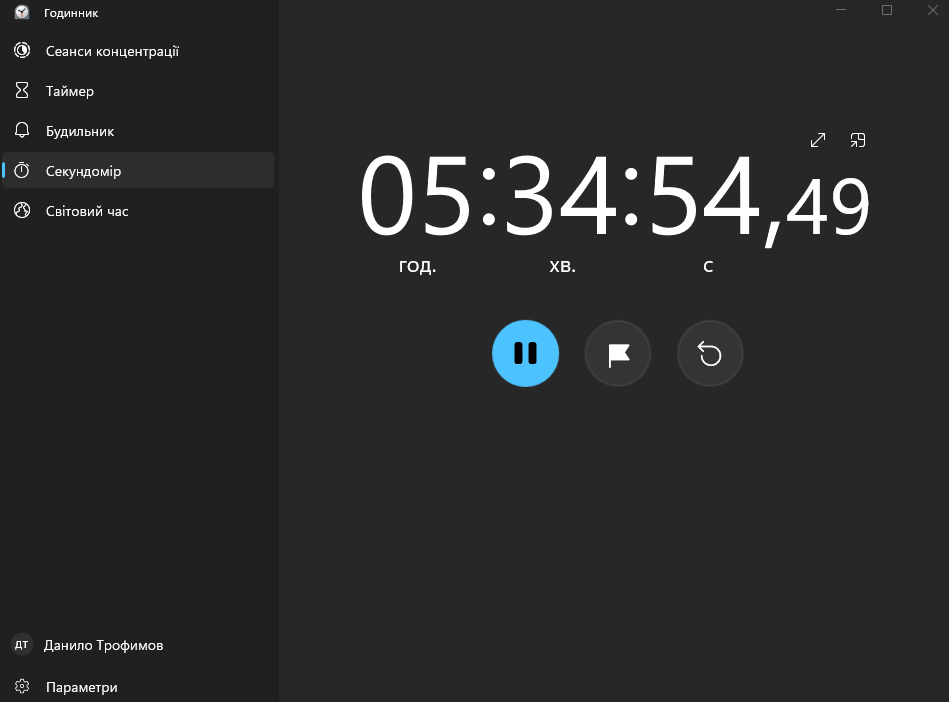 Годинник
Сеанси концентрації
Таймер
Будильник
Секундомір
Світовий час
05:34:54,49
год. хв. с
ДТ Данило Трофимов
Параметри